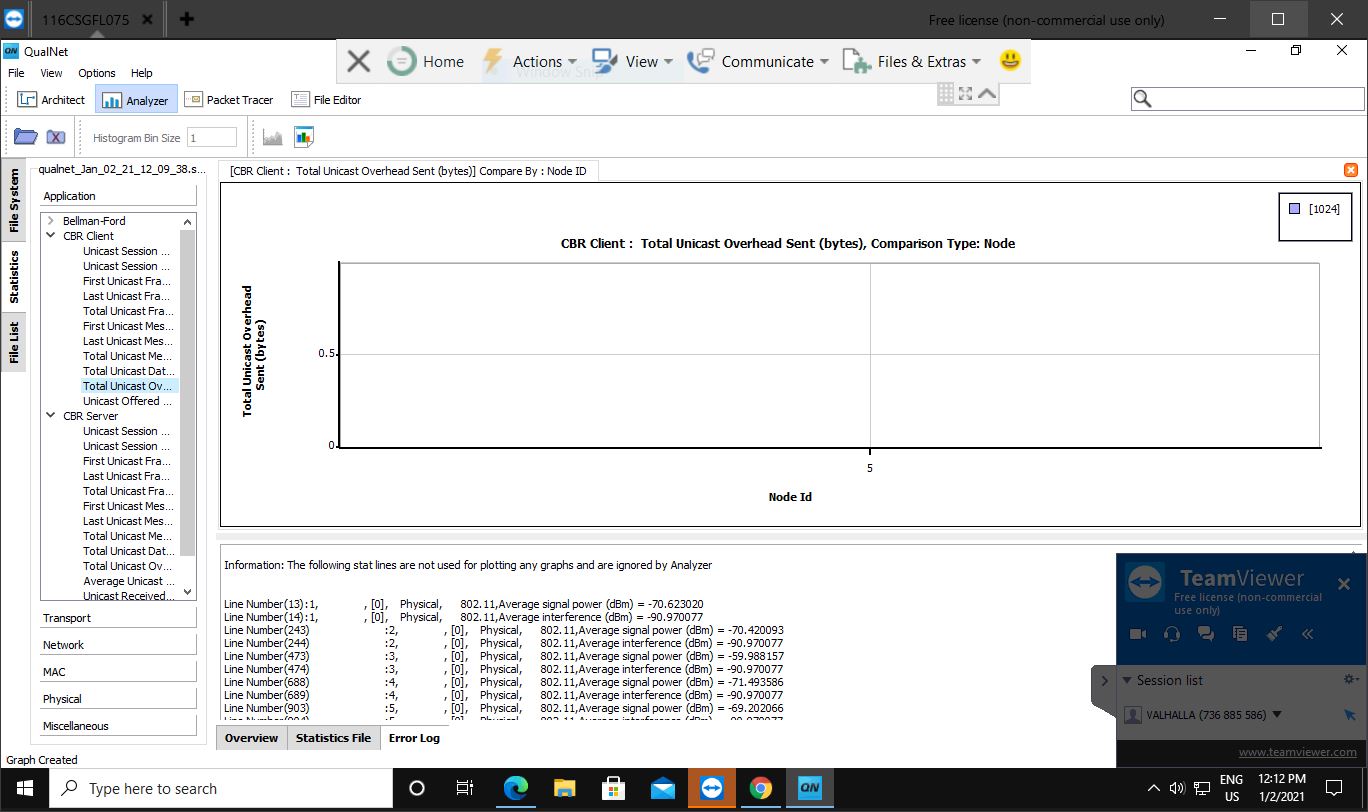 116CSGFL075
Free license (non-commercial use only)
QualNet
File View Options Help
Home Actions View Communicate Files & Extras
Architect Analyzer Packet Tracer File Editor
Histogram Bin Size 1
File System
Statistics
File List
qualnet_Jan_02_21_12_09_38.s...
Application
Bellman-Ford
CBR Client
Unicast Session ...
Unicast Session ...
First Unicast Fra...
Last Unicast Fra...
Total Unicast Fra...
First Unicast Mes...
Last Unicast Mes...
Total Unicast Me...
Total Unicast Dat...
Total Unicast Ov...
Unicast Offered ...
CBR Server
Unicast Session ...
Unicast Session ...
First Unicast Fra...
Last Unicast Fra...
Total Unicast Fra...
First Unicast Mes...
Last Unicast Mes...
Total Unicast Me...
Total Unicast Dat...
Total Unicast Ov...
Average Unicast ...
Unicast Received...
Transport
Network
MAC
Physical
Miscellaneous
Graph Created
[CBR Client : Total Unicast Overhead Sent (bytes)] Compare By : Node ID
[1024]
CBR Client : Total Unicast Overhead Sent (bytes), Comparison Type: Node
Total Unicast Overhead
Sent (bytes)
0.5
0
5
Node Id
Information: The following stat lines are not used for plotting any graphs and are ignored by Analyzer
Line Number(13):1, , [0], Physical, 802.11,Average signal power (dBm) = -70.623020
Line Number(14):1, , [0], Physical, 802.11,Average interference (dBm) = -90.970077
Line Number(243) :2, , [0], Physical, 802.11,Average signal power (dBm) = -70.420093
Line Number(244) :2, , [0], Physical, 802.11,Average interference (dBm) = -90.970077
Line Number(473) :3, , [0], Physical, 802.11,Average signal power (dBm) = -59.988157
Line Number(474) :3, , [0], Physical, 802.11,Average interference (dBm) = -90.970077
Line Number(688) :4, , [0], Physical, 802.11,Average signal power (dBm) = -71.493586
Line Number(689) :4, , [0], Physical, 802.11,Average interference (dBm) = -90.970077
Line Number(903) :5, , [0], Physical, 802.11,Average signal power (dBm) = -69.202066
Overview Statistics File Error Log
TeamViewer
Free license (non-commercial
use only)
Session list
VALHALLA (736 885 586)
www.teamviewer.com
Type here to search
QN
ENG
US
12:12 PM
1/2/2021